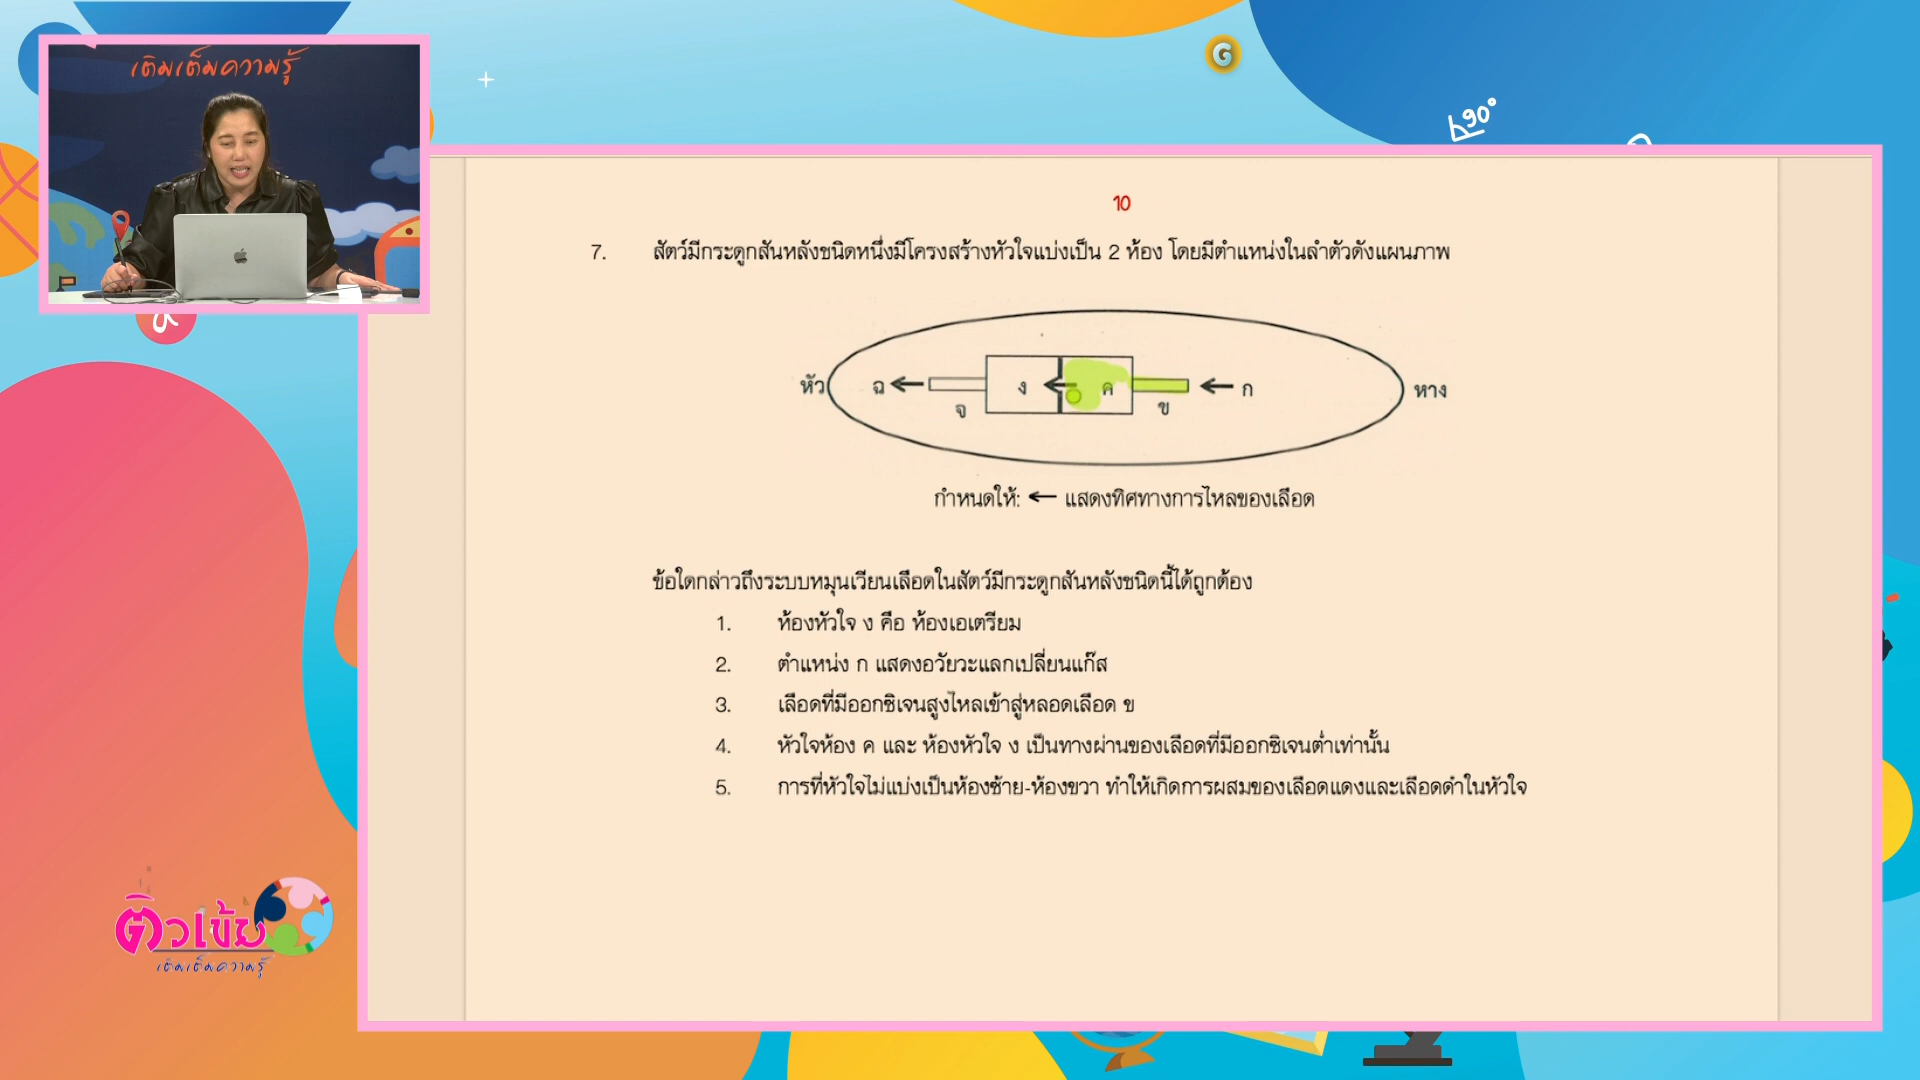 เติมเต็มความรู้
90°
10
7. สัตว์มีกระดูกสันหลังชนิดหนึ่งมีโครงสร้างหัวใจแบ่งเป็น 2 ห้อง โดยมีตำแหน่งในลำตัวดังแผนภาพ
หัว ฉ ← ง ← ค ← ก หาง
จ ข
กำหนดให้: ← แสดงทิศทางการไหลของเลือด
ข้อใดกล่าวถึงระบบหมุนเวียนเลือดในสัตว์มีกระดูกสันหลังชนิดนี้ได้ถูกต้อง
1. ห้องหัวใจ ง คือ ห้องเอเตรียม
2. ตำแหน่ง ก แสดงอวัยวะแลกเปลี่ยนแก๊ส
3. เลือดที่มีออกซิเจนสูงไหลเข้าสู่หลอดเลือด ข
4. หัวใจห้อง ค และ ห้องหัวใจ ง เป็นทางผ่านของเลือดที่มีออกซิเจนต่ำเท่านั้น
5. การที่หัวใจไม่แบ่งเป็นห้องซ้าย-ห้องขวา ทำให้เกิดการผสมของเลือดแดงและเลือดดำในหัวใจ
ติวเข้ม
เติมเต็มความรู้